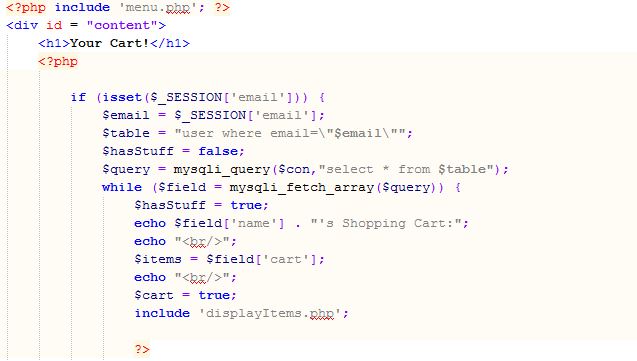 <?php include 'menu.php'; ?>
<div id = "content">
<h1>Your Cart!</h1>
<?php
if (isset($_SESSION['email'])) {
$email = $_SESSION['email'];
$table = "user where email=\"$email\"";
$hasStuff = false;
$query = mysqli_query($con,"select * from $table");
while ($field = mysqli_fetch_array($query)) {
$hasStuff = true;
echo $field['name'] . "'s Shopping Cart:";
echo "<br/>";
$items = $field['cart'];
echo "<br/>";
$cart = true;
include 'displayItems.php';
?>